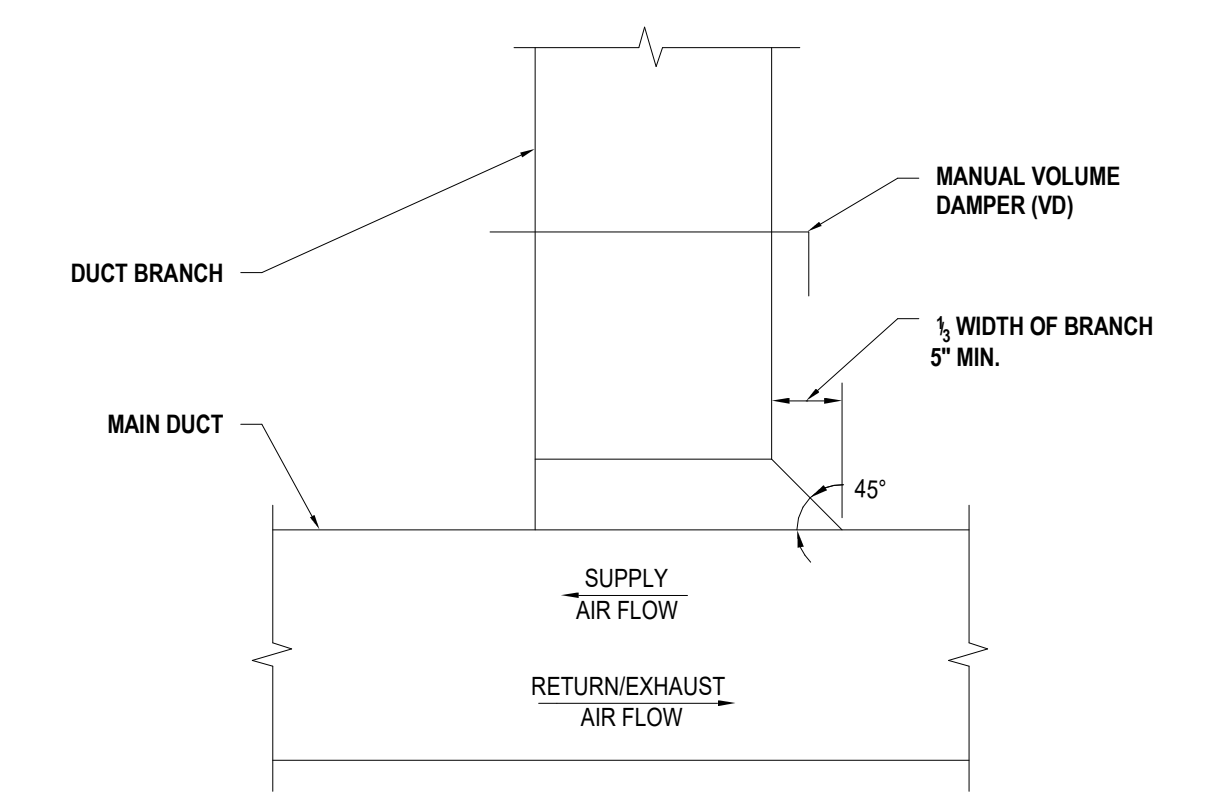 MANUAL VOLUME
DAMPER (VD)
DUCT BRANCH
⅓ WIDTH OF BRANCH
5" MIN.
MAIN DUCT
45°
SUPPLY
AIR FLOW
RETURN/EXHAUST
AIR FLOW